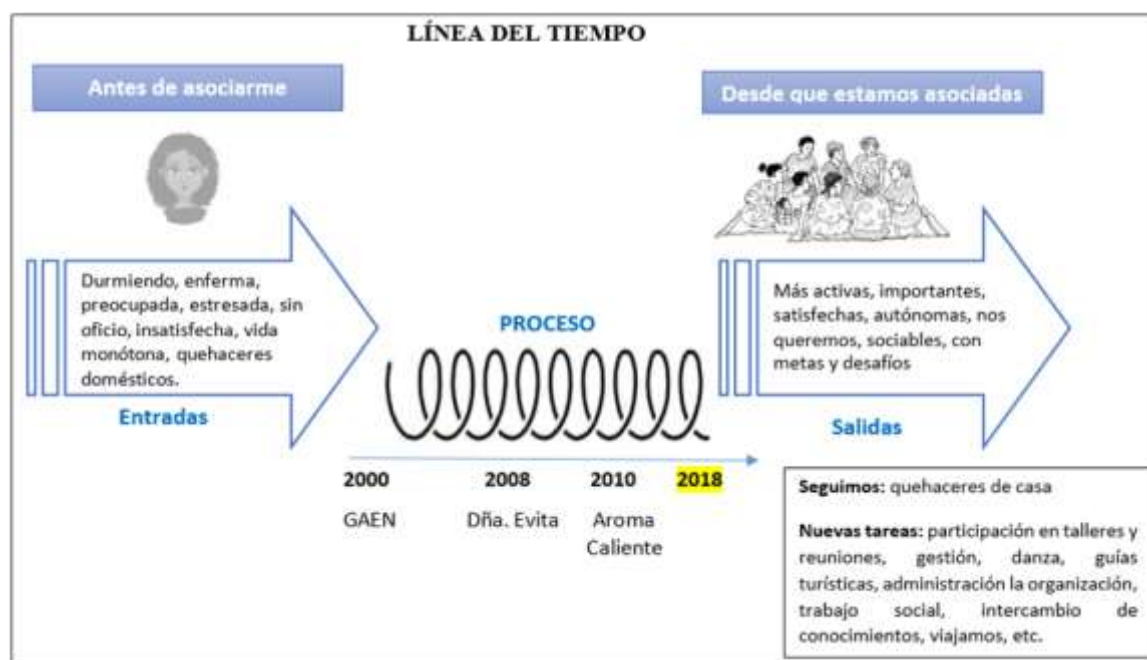 LÍNEA DEL TIEMPO
Antes de asociarme
Durmiendo, enferma,
preocupada, estresada, sin
oficio, insatisfecha, vida
monótona, quehaceres
domésticos.
Entradas
PROCESO
2000
2008
2010
2018
GAEN
Dña. Evita
Aroma
Caliente
Desde que estamos asociadas
Más activas, importantes,
satisfechas, autónomas, nos
queremos, sociables, con
metas y desafíos
Salidas
Seguimos: quehaceres de casa
Nuevas tareas: participación en talleres y
reuniones, gestión, danza, guías
turísticas, administración la organización,
trabajo social, intercambio de
conocimientos, viajamos, etc.